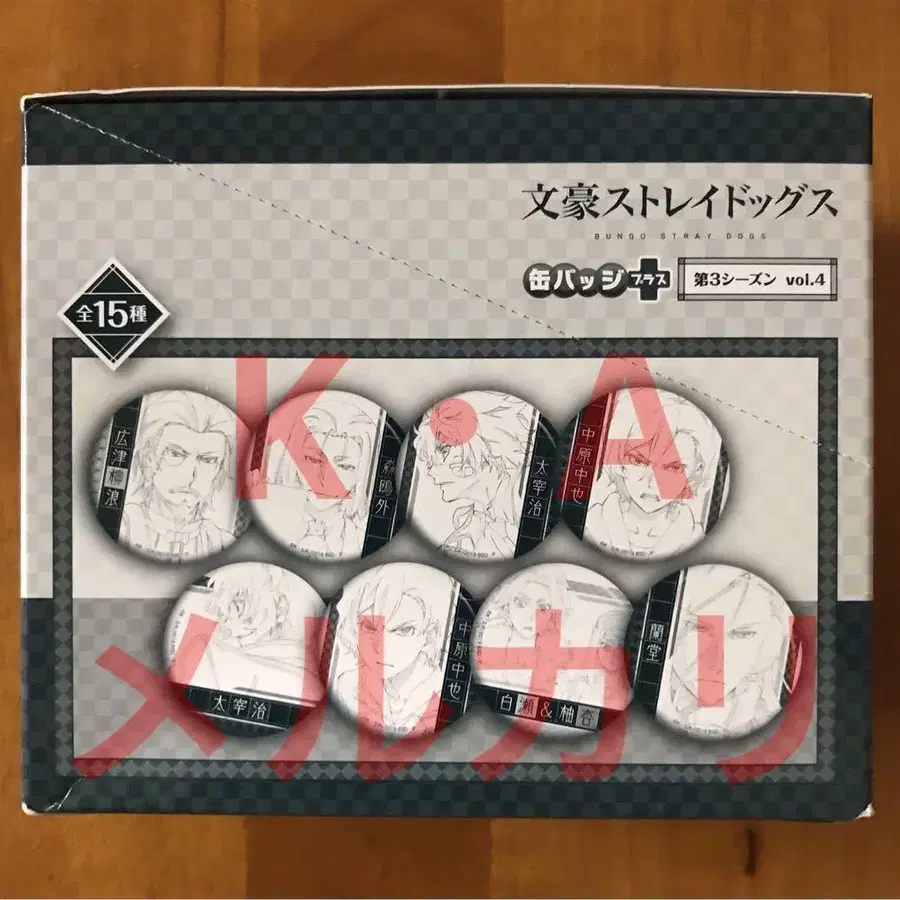 文豪ストレイドッグス
BUNGO STRAY DOGS
缶バッジプラス 第3シーズン vol.4
全15種
K・A
広津柳浪
森鴎外
太宰治
中原中也
メルカリ
太宰治
中原中也
白瀬&柚杏
蘭堂